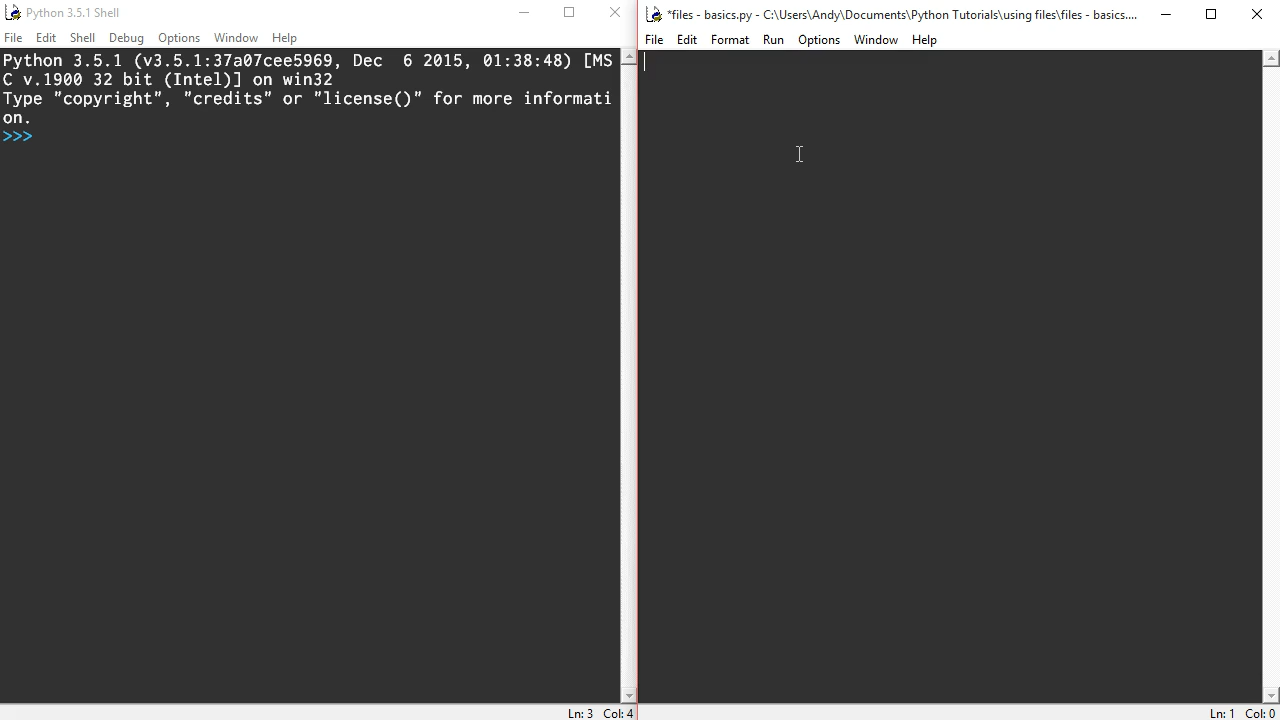 Python 3.5.1 Shell
File Edit Shell Debug Options Window Help
Python 3.5.1 (v3.5.1:37a07cee5969, Dec  6 2015, 01:38:48) [MS
C v.1900 32 bit (Intel)] on win32
Type "copyright", "credits" or "license()" for more informati
on.
>>>
Ln: 3 Col: 4
*files - basics.py - C:\Users\Andy\Documents\Python Tutorials\using files\files - basics....
File Edit Format Run Options Window Help
Ln: 1 Col: 0